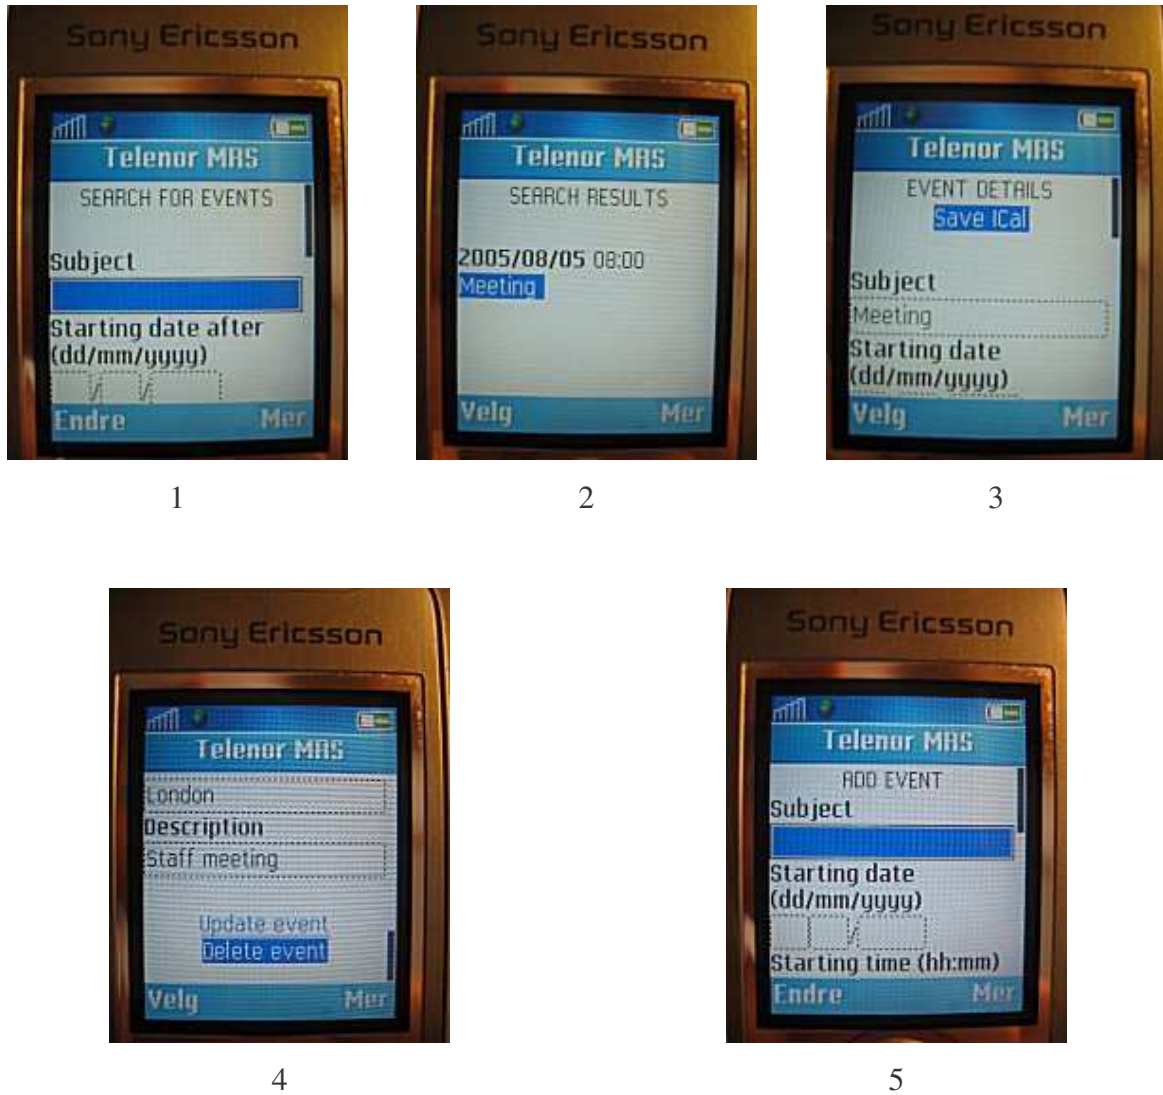 Sony Ericsson
Telenor MRS
SEARCH FOR EVENTS
Subject
Starting date after
(dd/mm/yyyy)
/ /
Endre Mer
1
Sony Ericsson
Telenor MRS
SEARCH RESULTS
2005/08/05 08:00
Meeting
Velg Mer
2
Sony Ericsson
Telenor MRS
EVENT DETAILS
Save ICal
Subject
Meeting
Starting date
(dd/mm/yyyy)
Velg Mer
3
Sony Ericsson
Telenor MRS
London
Description
Staff meeting
Update event
Delete event
Velg Mer
4
Sony Ericsson
Telenor MRS
ADD EVENT
Subject
Starting date
(dd/mm/yyyy)
/
Starting time (hh:mm)
Endre Mer
5